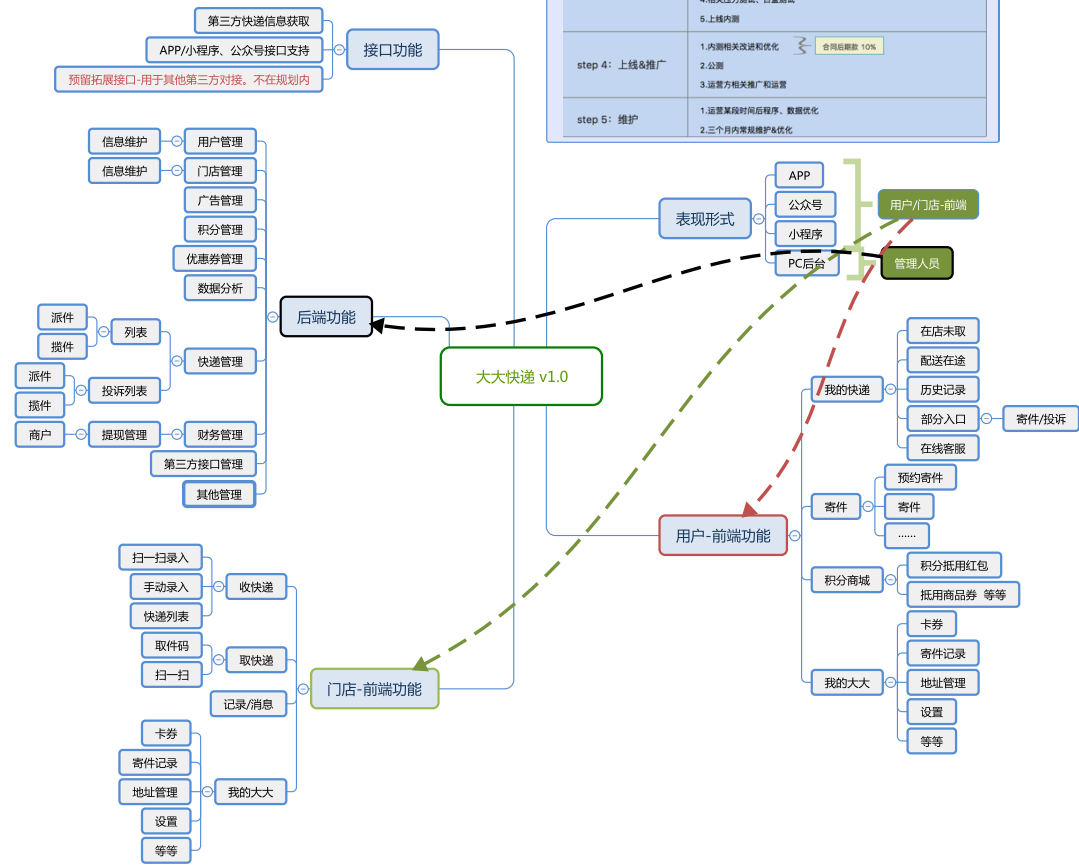 第三方快递信息获取
APP/小程序、公众号接口支持
预留拓展接口-用于其他第三方对接。不在规划内
接口功能
5.上线内测
step 4：上线&推广
1.内测相关改进和优化
合同后期款 10%
2.公测
3.运营方相关推广和运营
step 5：维护
1.运营某段时间后程序、数据优化
2.三个月内常规维护&优化
信息维护
用户管理
信息维护
门店管理
广告管理
积分管理
优惠券管理
数据分析
后端功能
派件
揽件
列表
快递管理
派件
揽件
投诉列表
商户
提现管理
财务管理
第三方接口管理
其他管理
表现形式
APP
公众号
小程序
PC后台
用户/门店-前端
管理人员
大大快递 v1.0
在店未取
配送在途
我的快递
历史记录
部分入口
寄件/投诉
在线客服
预约寄件
寄件
寄件
......
用户-前端功能
积分商城
积分抵用红包
抵用商品券 等等
卡券
寄件记录
我的大大
地址管理
设置
等等
扫一扫录入
手动录入
收快递
快递列表
取件码
取快递
扫一扫
门店-前端功能
记录/消息
卡券
寄件记录
地址管理
我的大大
设置
等等